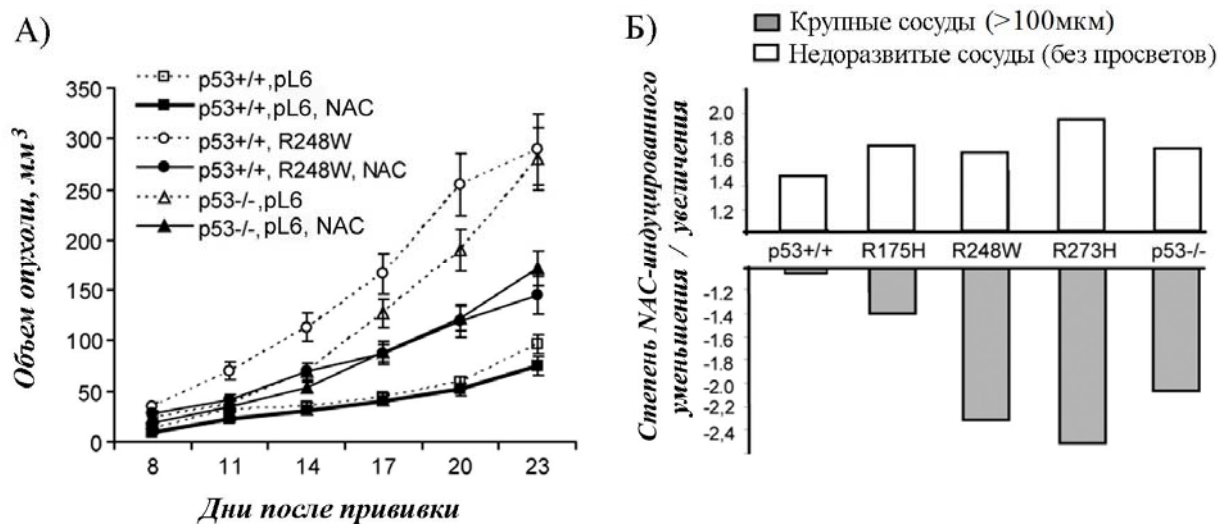 А)
p53+/+,pL6
p53+/+,pL6, NAC
p53+/+, R248W
p53+/+, R248W, NAC
p53-/-,pL6
p53-/-,pL6, NAC
350
300
250
200
150
100
50
0
8 11 14 17 20 23
Объем опухоли, мм³
Дни после прививки
Б)
Крупные сосуды (>100мкм)
Недоразвитые сосуды (без просветов)
Степень NAC-индуцированного
уменьшения / увеличения
2.0
1.6
1.4
1.2
p53+/+ R175H R248W R273H p53-/-
-1.2
-1.4
-1.6
-1.8
-2.0
-2.2
-2,4